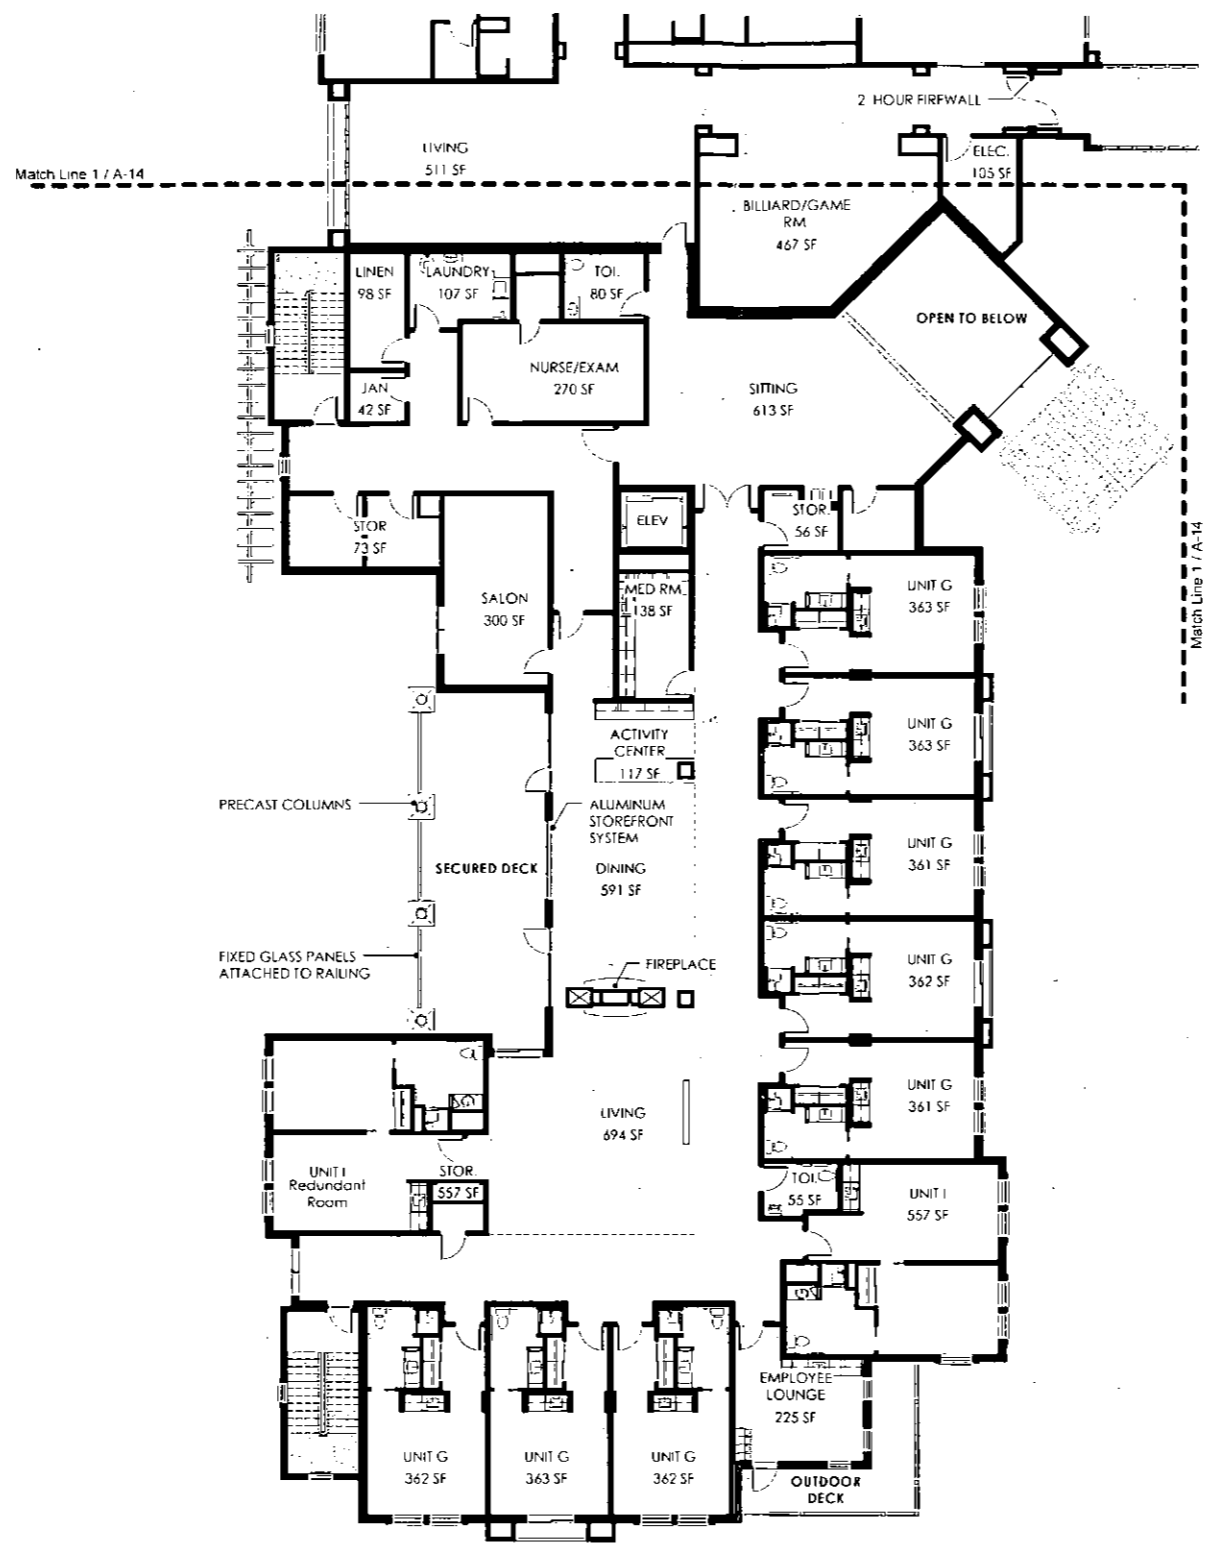 2 HOUR FIREWALL
LIVING
511 SF
ELEC.
105 SF
Match Line 1 / A-14
BILLIARD/GAME
RM
467 SF
LINEN
98 SF
LAUNDRY
107 SF
TOI.
80 SF
OPEN TO BELOW
NURSE/EXAM
270 SF
JAN
42 SF
SITTING
613 SF
STOR
73 SF
ELEV
STOR.
56 SF
Match Line 1 / A-14
SALON
300 SF
MED RM
138 SF
UNIT G
363 SF
ACTIVITY
CENTER
117 SF
UNIT G
363 SF
PRECAST COLUMNS
ALUMINUM
STOREFRONT
SYSTEM
SECURED DECK
DINING
591 SF
UNIT G
361 SF
FIXED GLASS PANELS
ATTACHED TO RAILING
FIREPLACE
UNIT G
362 SF
LIVING
694 SF
UNIT G
361 SF
UNIT I
Redundant
Room
STOR.
557 SF
TOI.
55 SF
UNIT I
557 SF
EMPLOYEE
LOUNGE
225 SF
UNIT G
362 SF
UNIT G
363 SF
UNIT G
362 SF
OUTDOOR
DECK